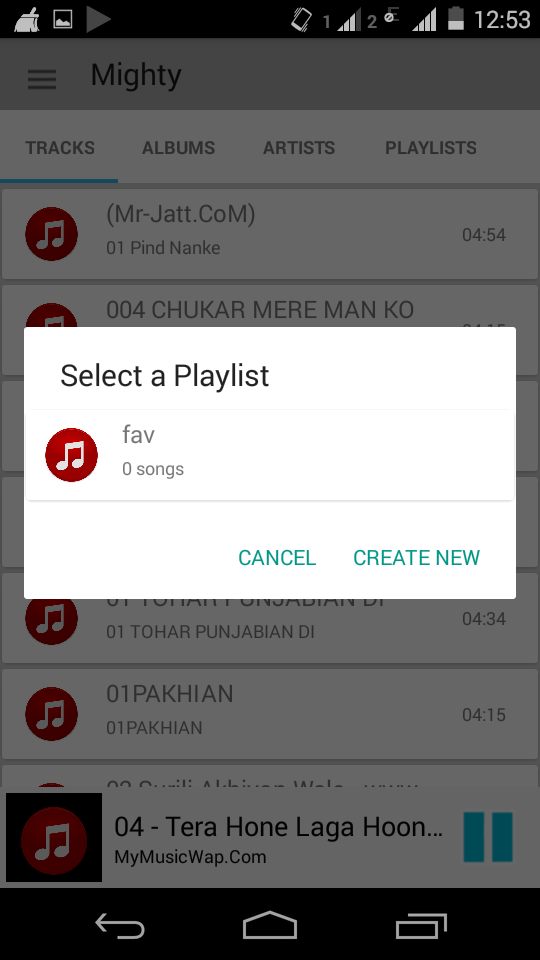 1 2 E 12:53
Mighty
TRACKS ALBUMS ARTISTS PLAYLISTS
(Mr-Jatt.CoM)
01 Pind Nanke
04:54
004 CHUKAR MERE MAN KO
Select a Playlist
fav
0 songs
CANCEL CREATE NEW
01 TOHAR PUNJABIAN DI
01 TOHAR PUNJABIAN DI
04:34
01PAKHIAN
01PAKHIAN
04:15
04 - Tera Hone Laga Hoon...
MyMusicWap.Com